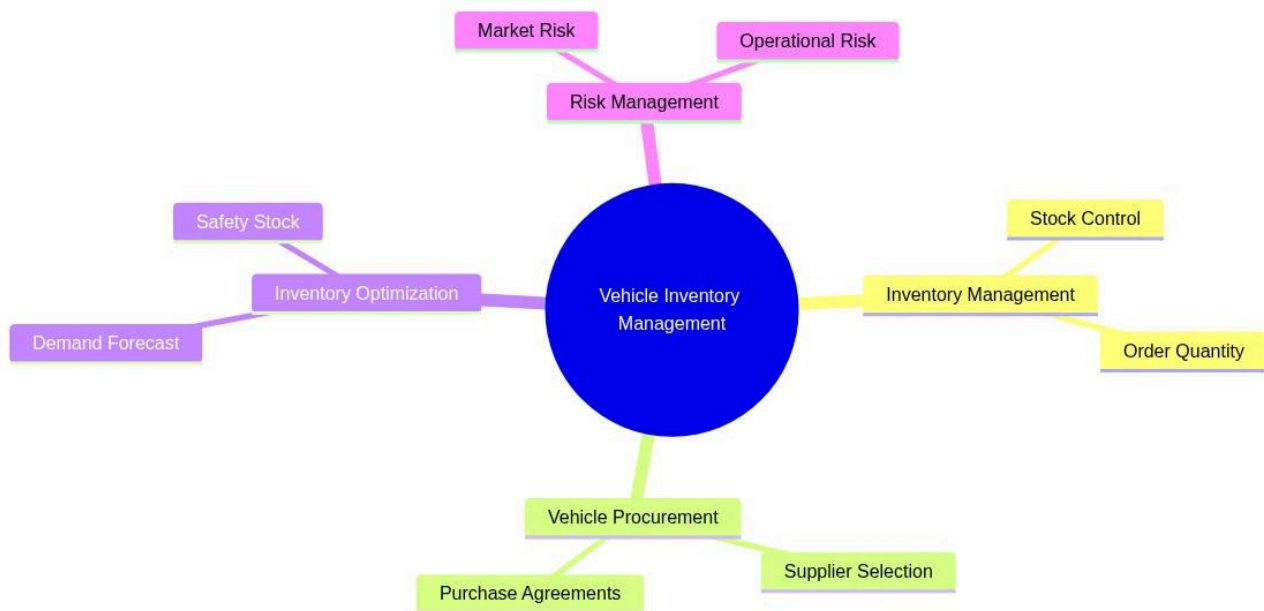 Market Risk
Operational Risk
Risk Management
Safety Stock
Stock Control
Inventory Optimization
Vehicle Inventory
Management
Inventory Management
Demand Forecast
Order Quantity
Vehicle Procurement
Supplier Selection
Purchase Agreements